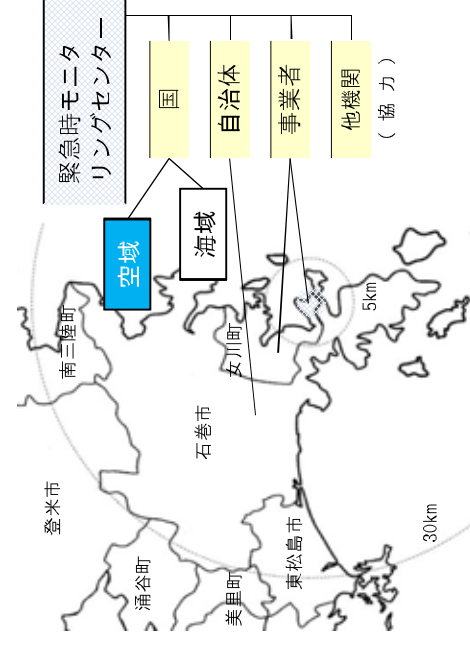 緊急時モニタ
リングセンター
国
自治体
事業者
他機関
（協力）
空域
海域
南三陸町
女川町
5km
石巻市
登米市
30km
東松島市
涌谷町
美里町